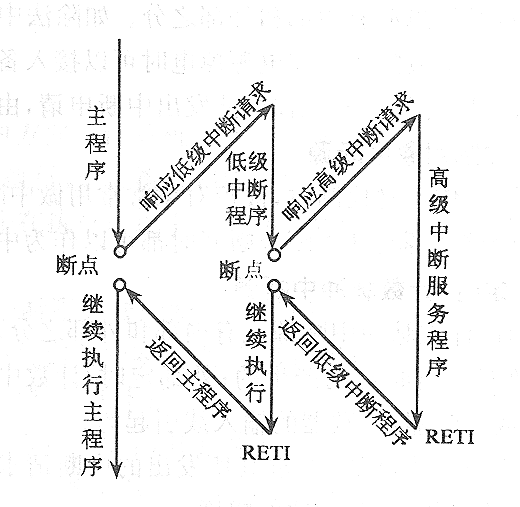 主程序
响应低级中断请求
低级
中断
程序
响应高级中断请求
高级中断服务程序
断点
断点
继续执行主程序
返回主程序
继续执行
返回低级中断程序
RETI
RETI